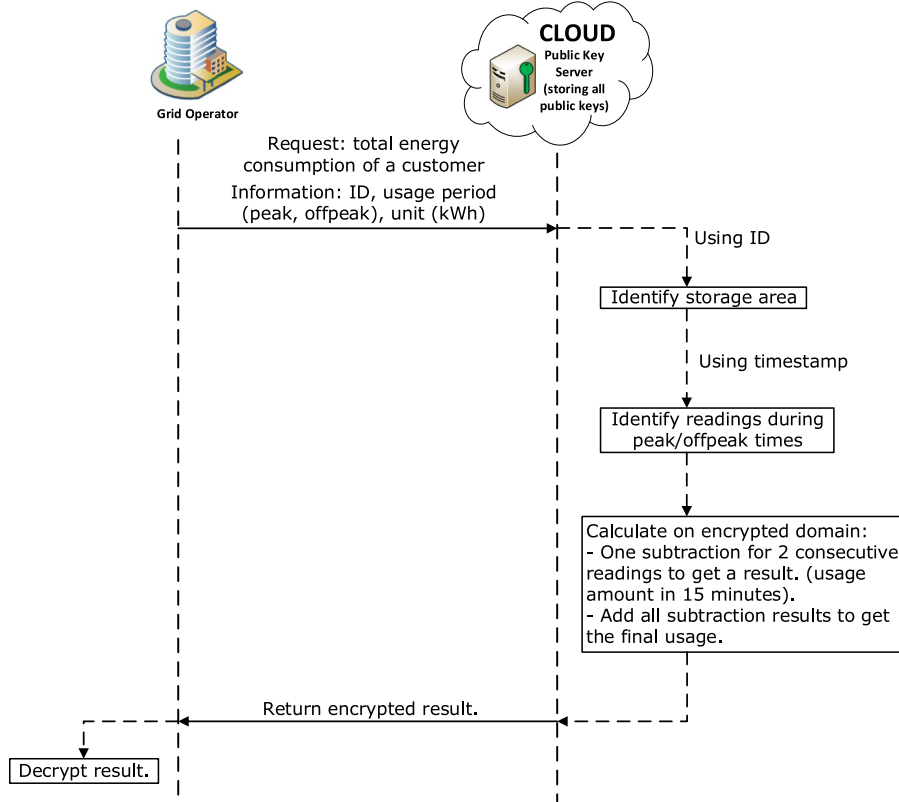 CLOUD
Public Key
Server
(storing all
public keys)
Grid Operator
Request: total energy
consumption of a customer
Information: ID, usage period
(peak, offpeak), unit (kWh)
Using ID
Identify storage area
Using timestamp
Identify readings during
peak/offpeak times
Calculate on encrypted domain:
- One subtraction for 2 consecutive
readings to get a result. (usage
amount in 15 minutes).
- Add all subtraction results to get
the final usage.
Return encrypted result.
Decrypt result.